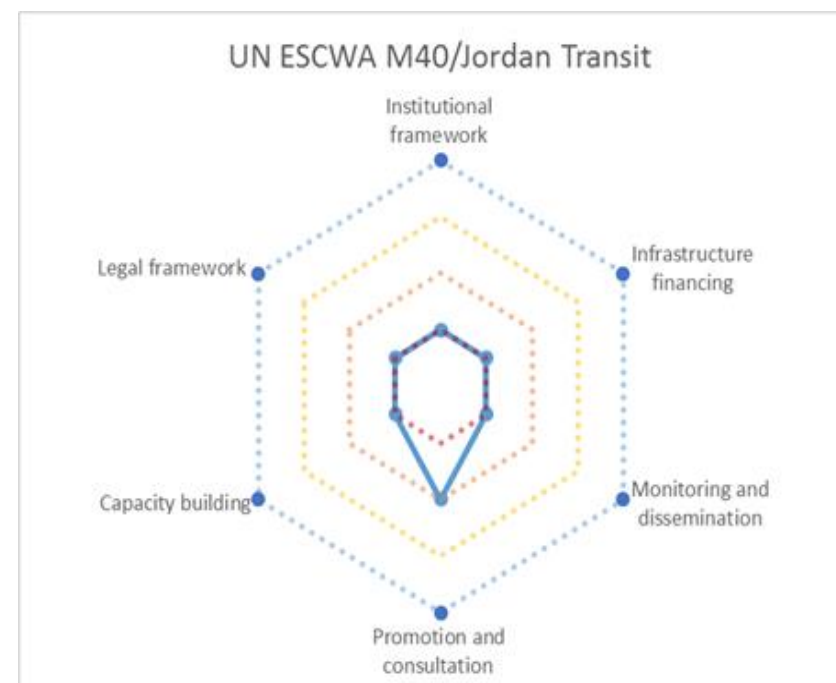 UN ESCWA M40/Jordan Transit
Institutional
framework
Legal framework
Infrastructure
financing
Capacity building
Monitoring and
dissemination
Promotion and
consultation